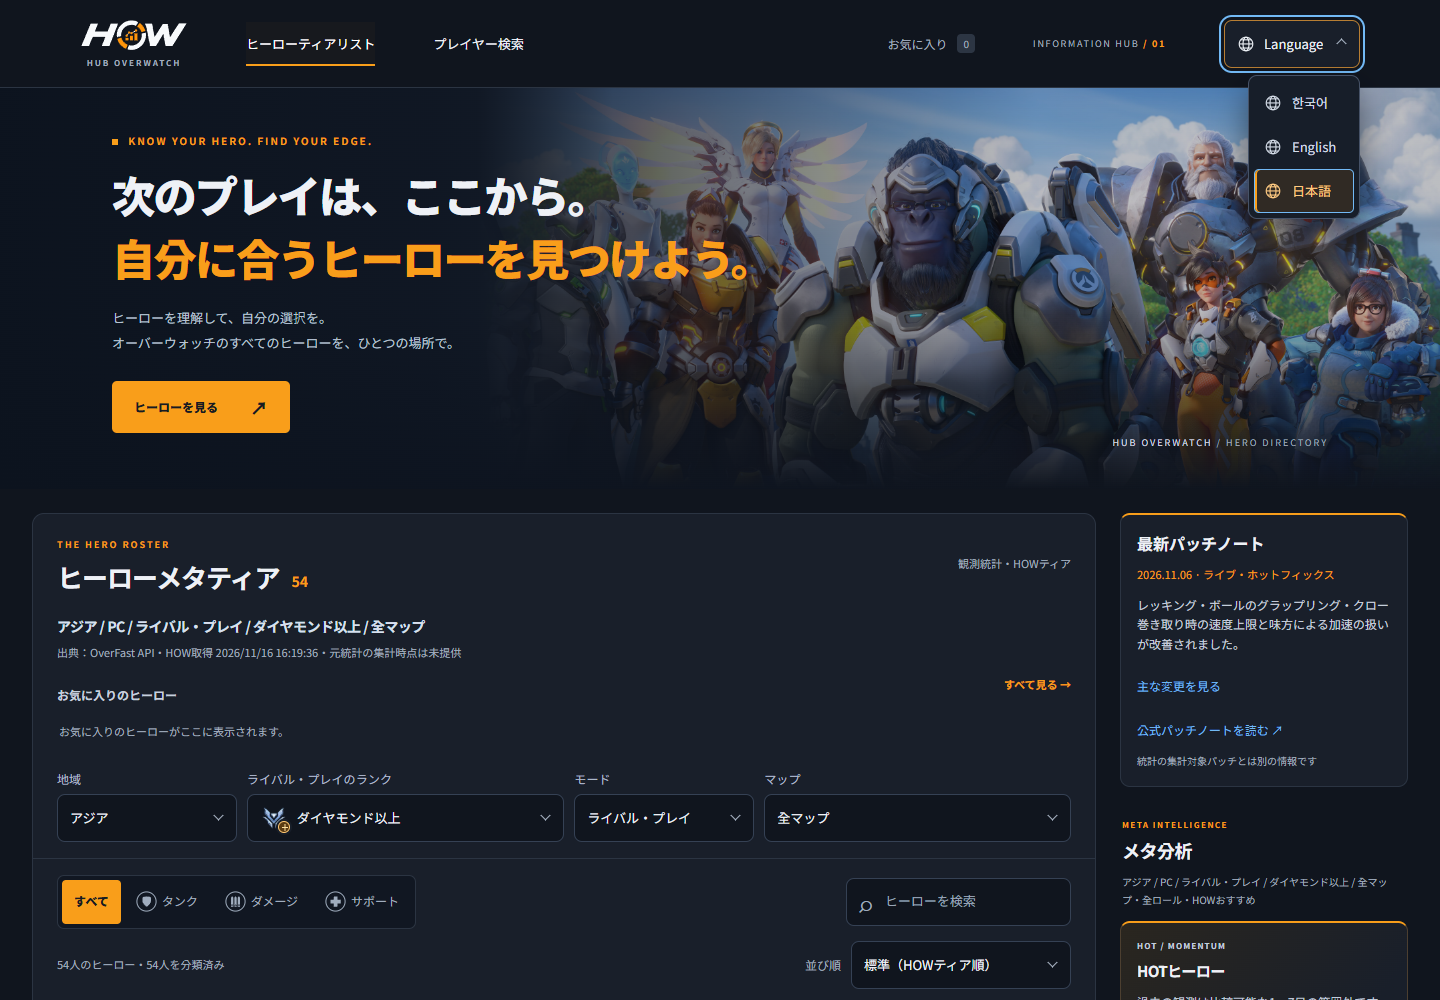 HOW
HUB OVERWATCH
ヒーローティアリスト
プレイヤー検索
お気に入り 0
INFORMATION HUB / 01
Language
한국어
English
日本語
KNOW YOUR HERO. FIND YOUR EDGE.
次のプレイは、ここから。
自分に合うヒーローを見つけよう。
ヒーローを理解して、自分の選択を。
オーバーウォッチのすべてのヒーローを、ひとつの場所で。
ヒーローを見る ↗
HUB OVERWATCH / HERO DIRECTORY
THE HERO ROSTER
ヒーローメタティア 54
観測統計・HOWティア
アジア / PC / ライバル・プレイ / ダイヤモンド以上 / 全マップ
出典：OverFast API・HOW取得 2026/11/16 16:19:36・元統計の集計時点は未提供
お気に入りのヒーロー
すべて見る →
お気に入りのヒーローがここに表示されます。
地域
ライバル・プレイのランク
モード
マップ
アジア
ダイヤモンド以上
ライバル・プレイ
全マップ
すべて
タンク
ダメージ
サポート
ヒーローを検索
54人のヒーロー・54人を分類済み
並び順
標準（HOWティア順）
最新パッチノート
2026.11.06 · ライブ・ホットフィックス
レッキング・ボールのグラップリング・クロー
巻き取り時の速度上限と味方による加速の扱い
が改善されました。
主な変更を見る
公式パッチノートを読む ↗
統計の集計対象パッチとは別の情報です
META INTELLIGENCE
メタ分析
アジア / PC / ライバル・プレイ / ダイヤモンド以上 / 全マッ
プ・全ロール・HOWおすすめ
HOT / MOMENTUM
HOTヒーロー